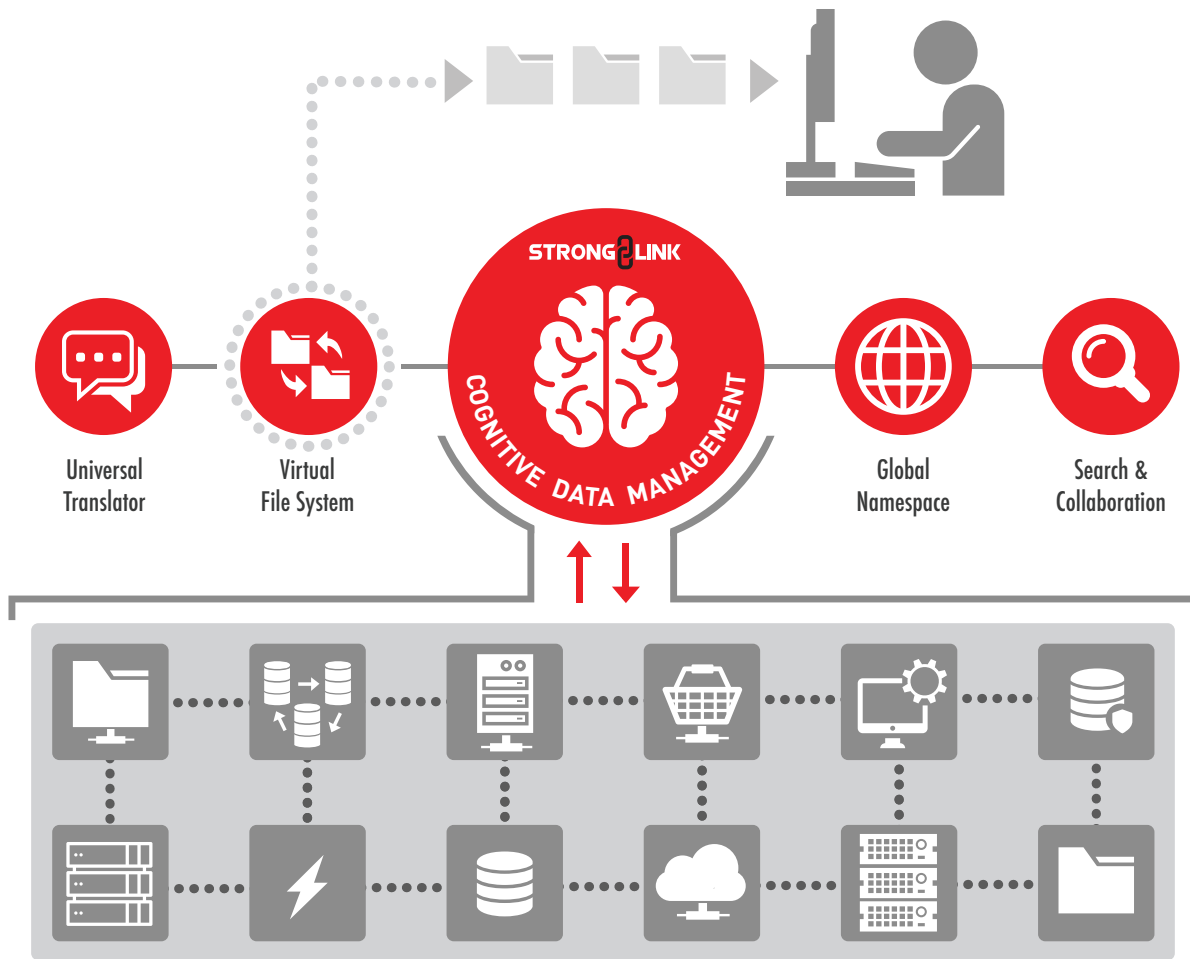 STRONG LINK
COGNITIVE DATA MANAGEMENT
Universal
Translator
Virtual
File System
Global
Namespace
Search &
Collaboration